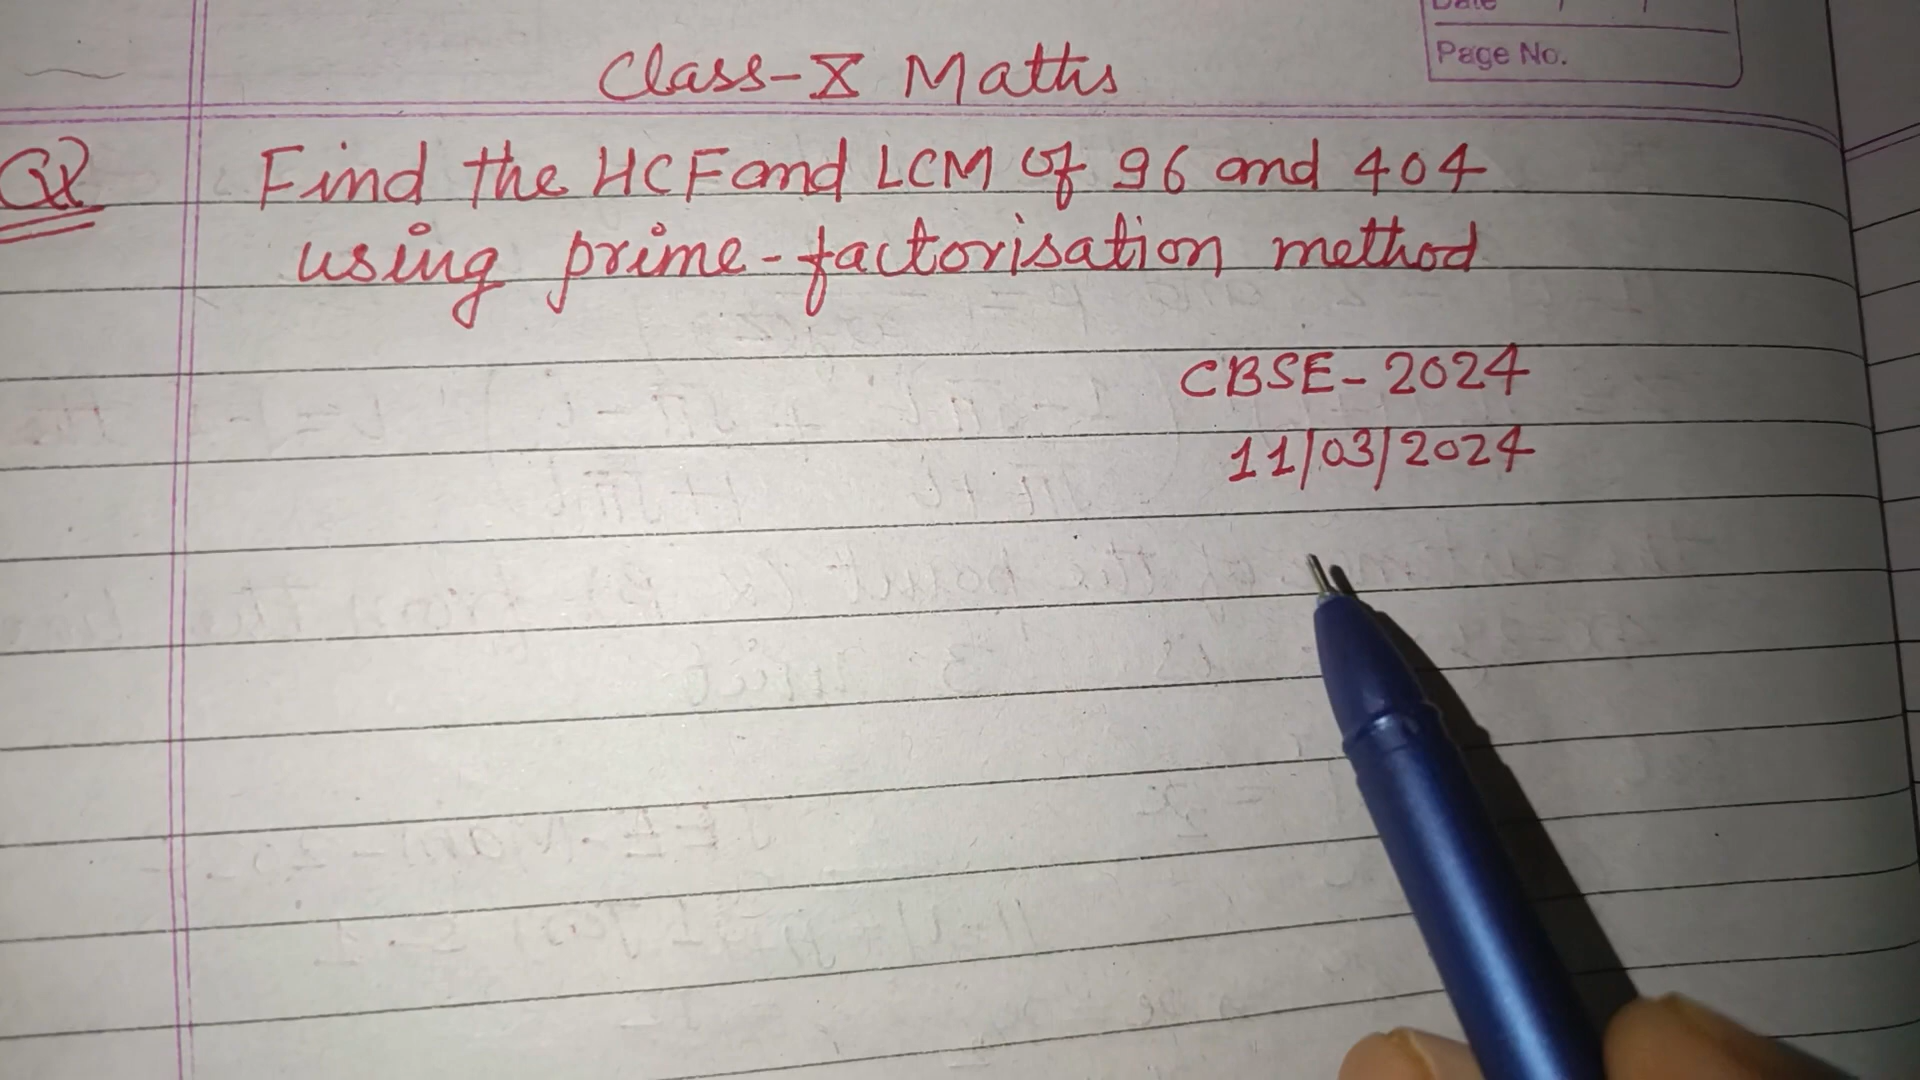 Date / /
Page No.
Class-X Maths
Q Find the HCF and LCM of 96 and 404
using prime-factorisation method
CBSE-2024
11/03/2024